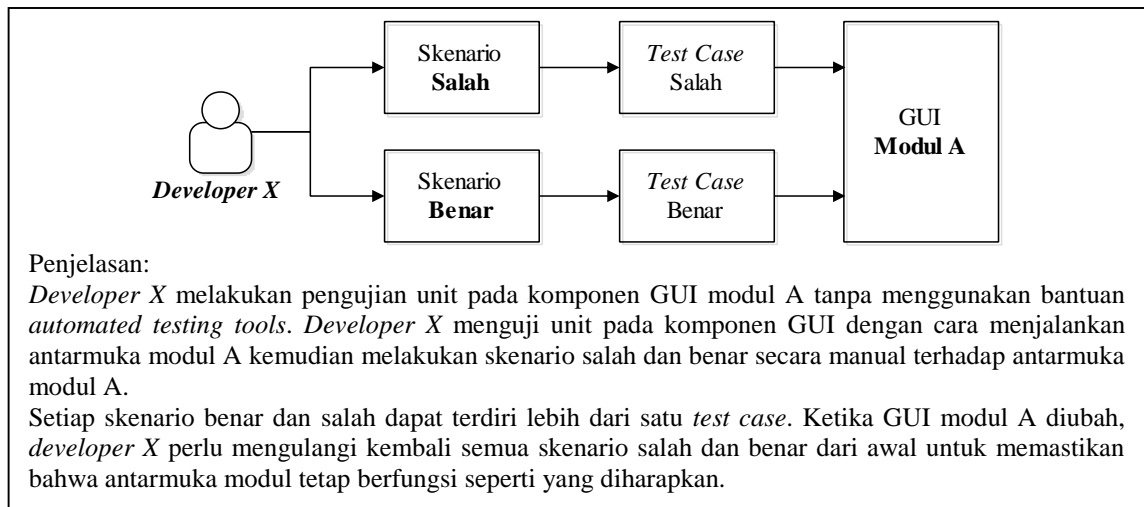 Skenario
Salah
Test Case
Salah
GUI
Modul A
Developer X
Skenario
Benar
Test Case
Benar
Penjelasan:
Developer X melakukan pengujian unit pada komponen GUI modul A tanpa menggunakan bantuan
automated testing tools. Developer X menguji unit pada komponen GUI dengan cara menjalankan
antarmuka modul A kemudian melakukan skenario salah dan benar secara manual terhadap antarmuka
modul A.
Setiap skenario benar dan salah dapat terdiri lebih dari satu test case. Ketika GUI modul A diubah,
developer X perlu mengulangi kembali semua skenario salah dan benar dari awal untuk memastikan
bahwa antarmuka modul tetap berfungsi seperti yang diharapkan.